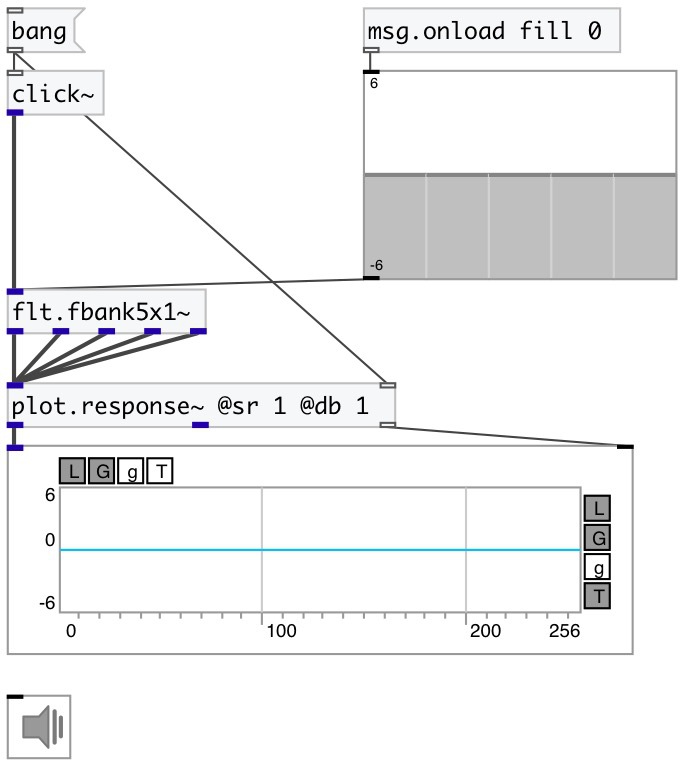 bang
msg.onload fill 0
click~
6
-6
flt.fbank5x1~
plot.response~ @sr 1 @db 1
L G g T
6
0
-6
L
G
g
T
0 100 200 256